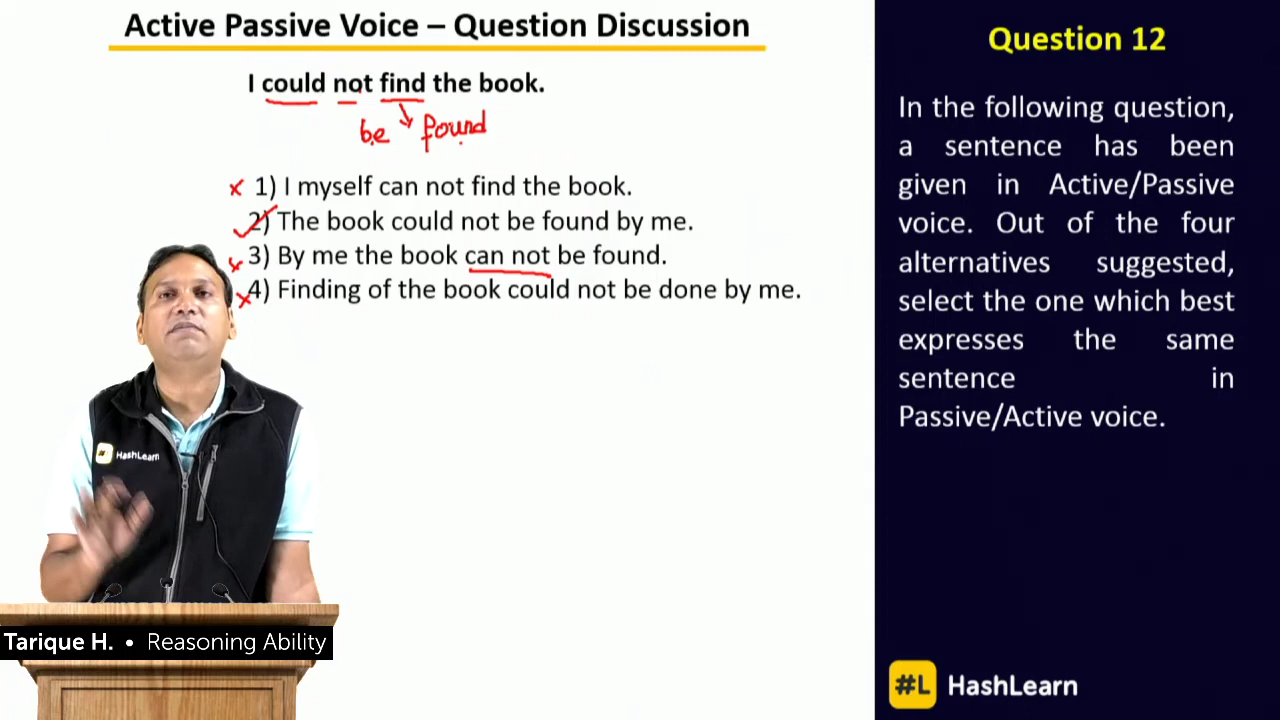 Active Passive Voice – Question Discussion
I could not find the book.
be found
1) I myself can not find the book.
2) The book could not be found by me.
3) By me the book can not be found.
4) Finding of the book could not be done by me.
#L HashLearn
Tarique H. • Reasoning Ability
Question 12
In the following question,
a sentence has been
given in Active/Passive
voice. Out of the four
alternatives suggested,
select the one which best
expresses the same
sentence in
Passive/Active voice.
#L HashLearn